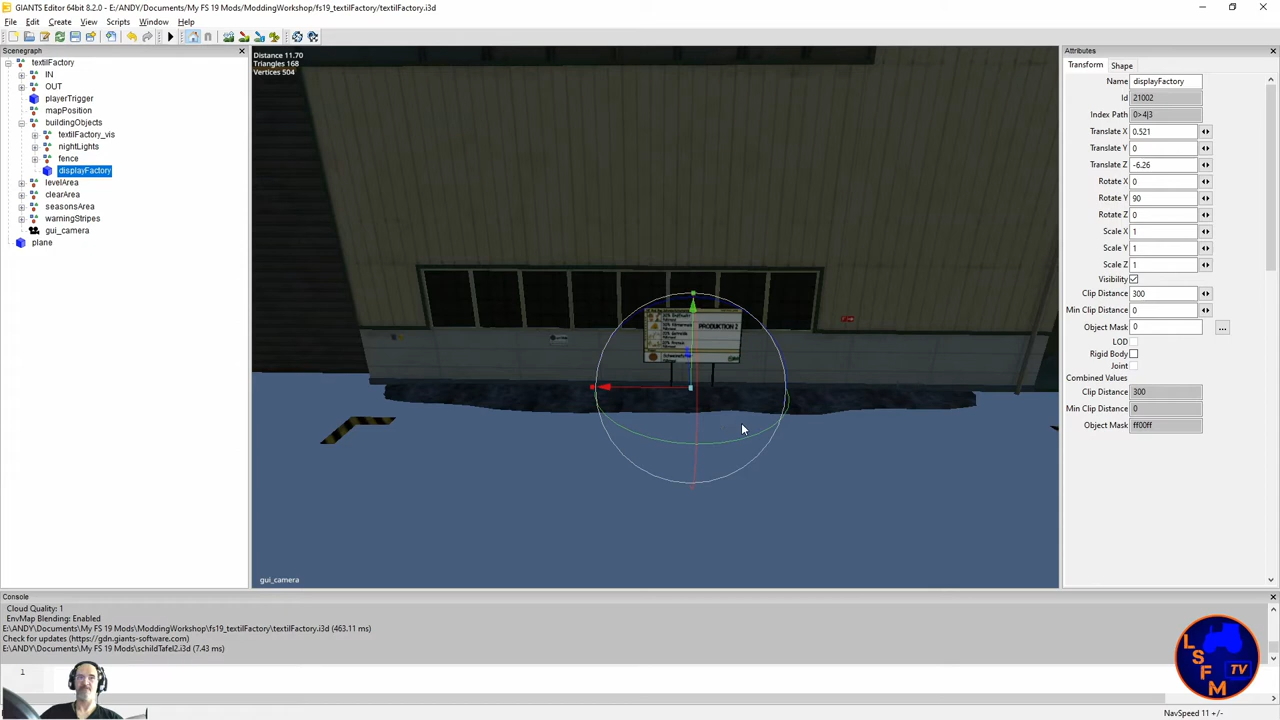 GIANTS Editor 64bit 8.2.0 - E:/ANDY/Documents/My FS 19 Mods/ModdingWorkshop/fs19_textilFactory/textilFactory.i3d
File Edit Create View Scripts Window Help
Scenegraph
textilFactory
IN
OUT
playerTrigger
mapPosition
buildingObjects
textilFactory_vis
nightLights
fence
displayFactory
levelArea
clearArea
seasonsArea
warningStripes
gui_camera
plane
Distance 11.70
Triangles 168
Vertices 504
PRODUKTION
gui_camera
Attributes
Transform Shape
Name displayFactory
Id 21002
Index Path 0>4|3
Translate X 0.521
Translate Y 0
Translate Z -6.26
Rotate X 0
Rotate Y 90
Rotate Z 0
Scale X 1
Scale Y 1
Scale Z 1
Visibility
Clip Distance 300
Min Clip Distance 0
Object Mask 0 ...
LOD
Rigid Body
Joint
Combined Values
Clip Distance 300
Min Clip Distance 0
Object Mask ff00ff
Console
Cloud Quality: 1
EnvMap Blending: Enabled
E:\ANDY\Documents\My FS 19 Mods\ModdingWorkshop\fs19_textilFactory\textilFactory.i3d (463.11 ms)
Check for updates (https://gdn.giants-software.com)
E:\ANDY\Documents\My FS 19 Mods\schildTafel2.i3d (7.43 ms)
1
LSFM TV
NavSpeed 11 +/-